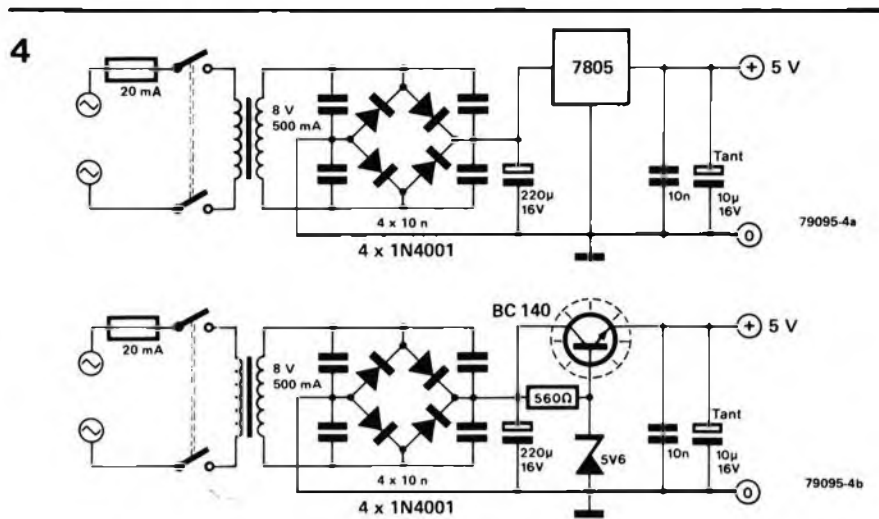 4
20 mA
8 V
500 mA
4 x 10 n
4 x 1N4001
220µ
16V
7805
10n
Tant
10µ
16V
+ 5 V
0
79095-4a
20 mA
8 V
500 mA
4 x 10 n
4 x 1N4001
220µ
16V
560Ω
BC 140
5V6
10n
Tant
10µ
16V
+ 5 V
0
79095-4b